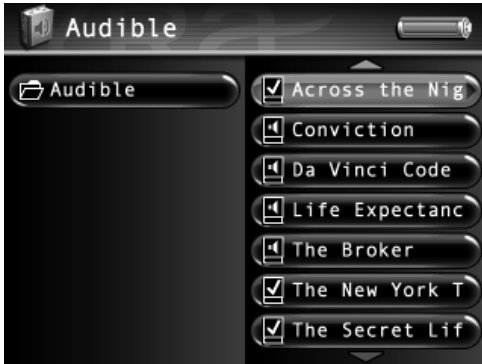 Audible
Audible
Across the Nig
Conviction
Da Vinci Code
Life Expectanc
The Broker
The New York T
The Secret Lif